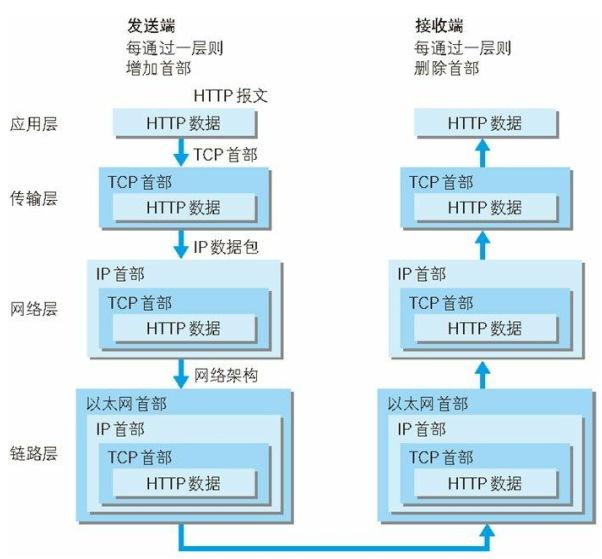 发送端
每通过一层则
增加首部
接收端
每通过一层则
删除首部
HTTP 报文
应用层
HTTP 数据
HTTP 数据
TCP 首部
传输层
TCP 首部
HTTP 数据
TCP 首部
HTTP 数据
IP 数据包
网络层
IP 首部
TCP 首部
HTTP 数据
IP 首部
TCP 首部
HTTP 数据
网络架构
链路层
以太网首部
IP 首部
TCP 首部
HTTP 数据
以太网首部
IP 首部
TCP 首部
HTTP 数据